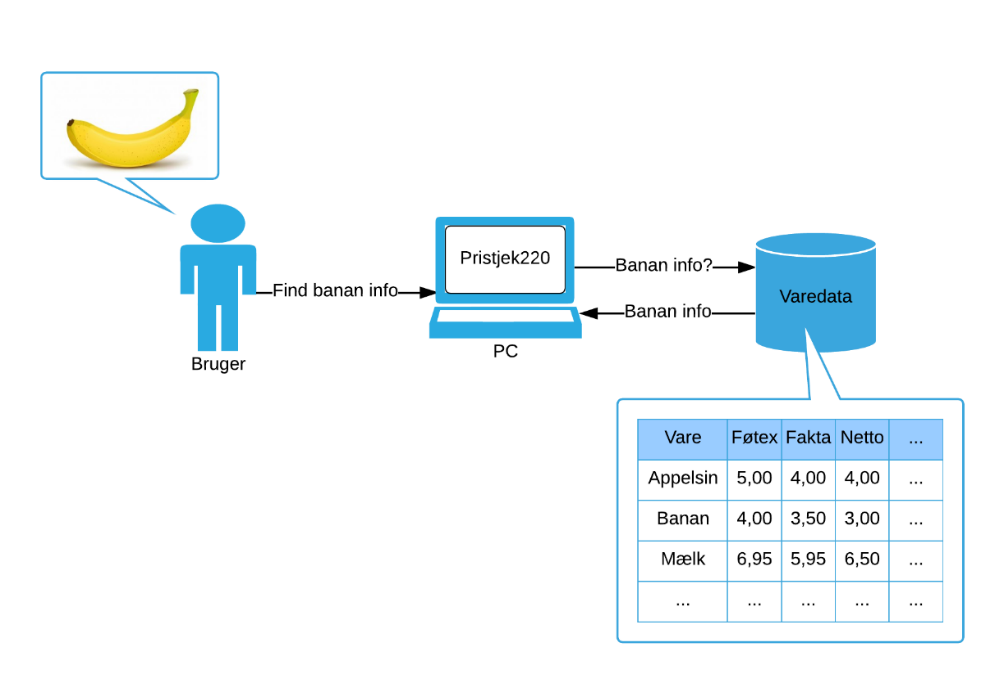 Pristjek220
Find banan info
Banan info?
Banan info
Varedata
Bruger
PC
Vare Føtex Fakta Netto ...
Appelsin 5,00 4,00 4,00 ...
Banan 4,00 3,50 3,00 ...
Mælk 6,95 5,95 6,50 ...
... ... ... ... ...